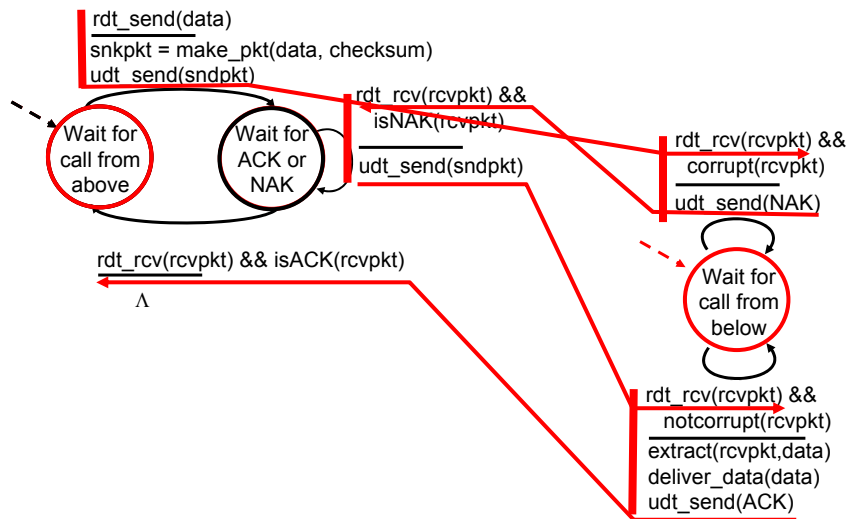 rdt_send(data)
snkpkt = make_pkt(data, checksum)
udt_send(sndpkt)
Wait for
call from
above
Wait for
ACK or
NAK
rdt_rcv(rcvpkt) &&
isNAK(rcvpkt)
udt_send(sndpkt)
rdt_rcv(rcvpkt) &&
corrupt(rcvpkt)
udt_send(NAK)
rdt_rcv(rcvpkt) && isACK(rcvpkt)
Λ
Wait for
call from
below
rdt_rcv(rcvpkt) &&
notcorrupt(rcvpkt)
extract(rcvpkt,data)
deliver_data(data)
udt_send(ACK)